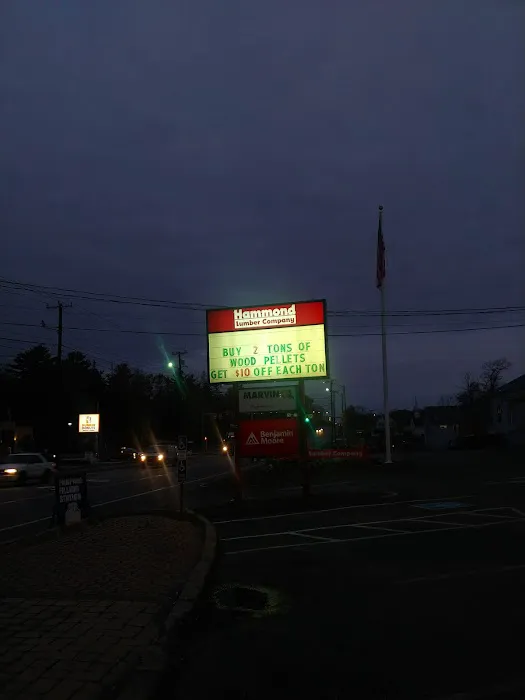 Hammond
Lumber Company
BUY 2 TONS OF
WOOD PELLETS
GET $10 OFF EACH TON
MARVIN
Benjamin
Moore